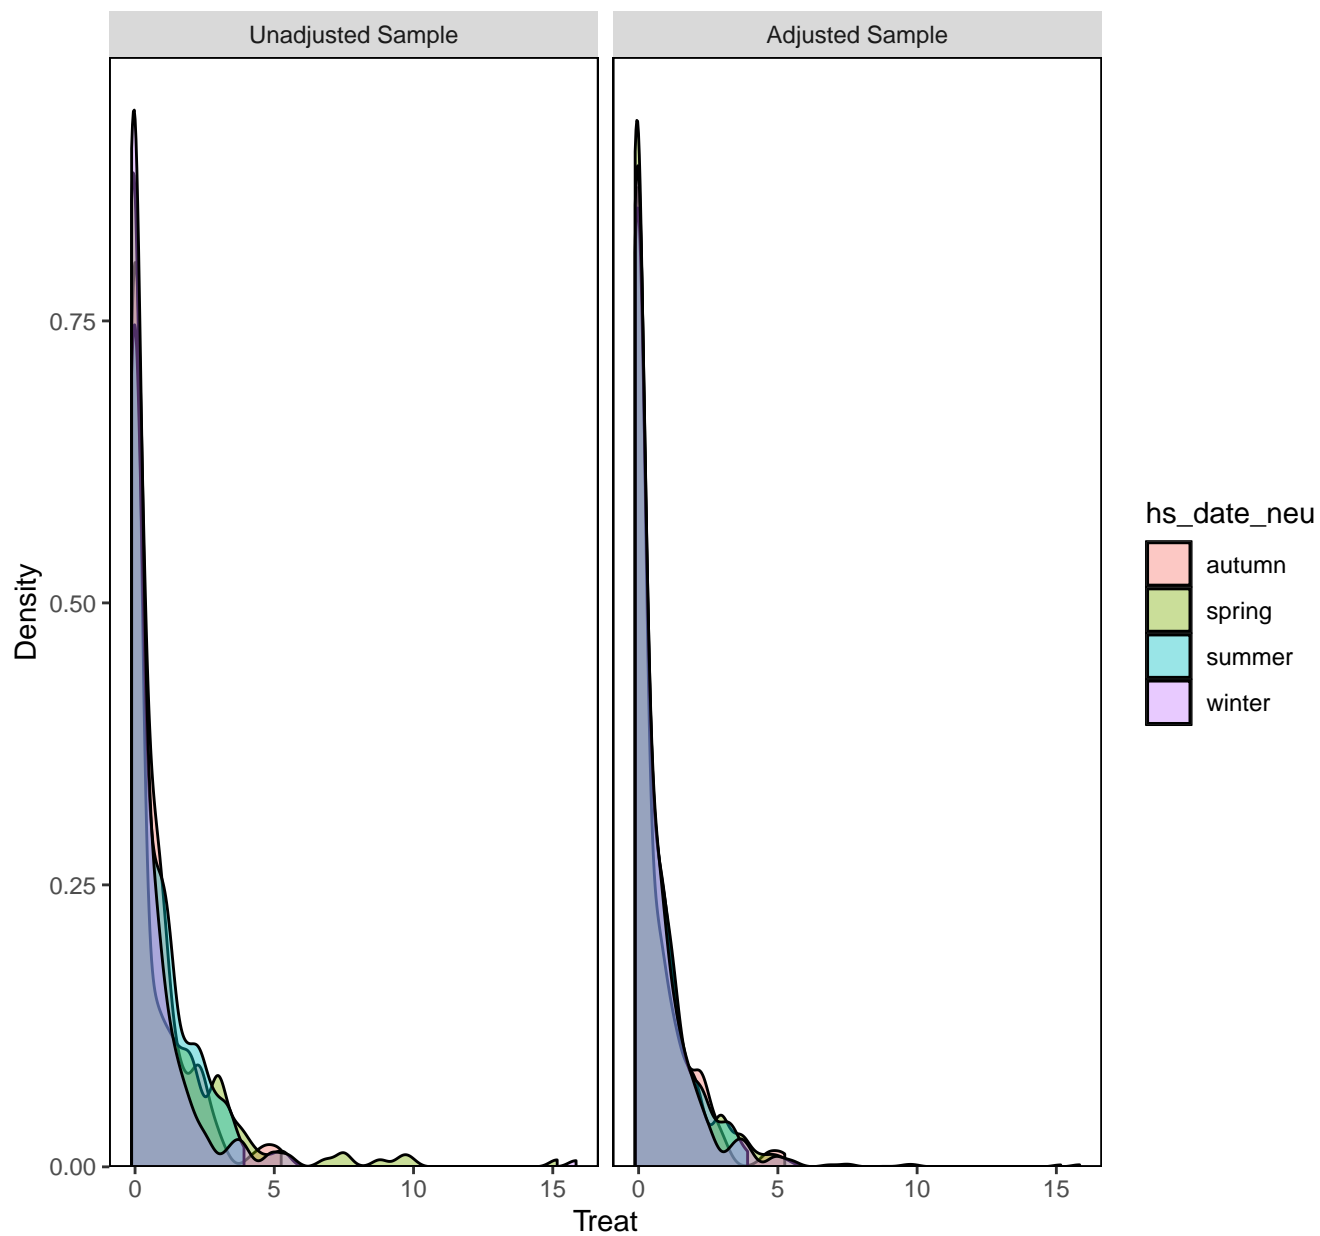 Unadjusted Sample
Adjusted Sample
Density
0.75
0.50
0.25
0.00
0 5 10 15
0 5 10 15
Treat
hs_date_neu
autumn
spring
summer
winter